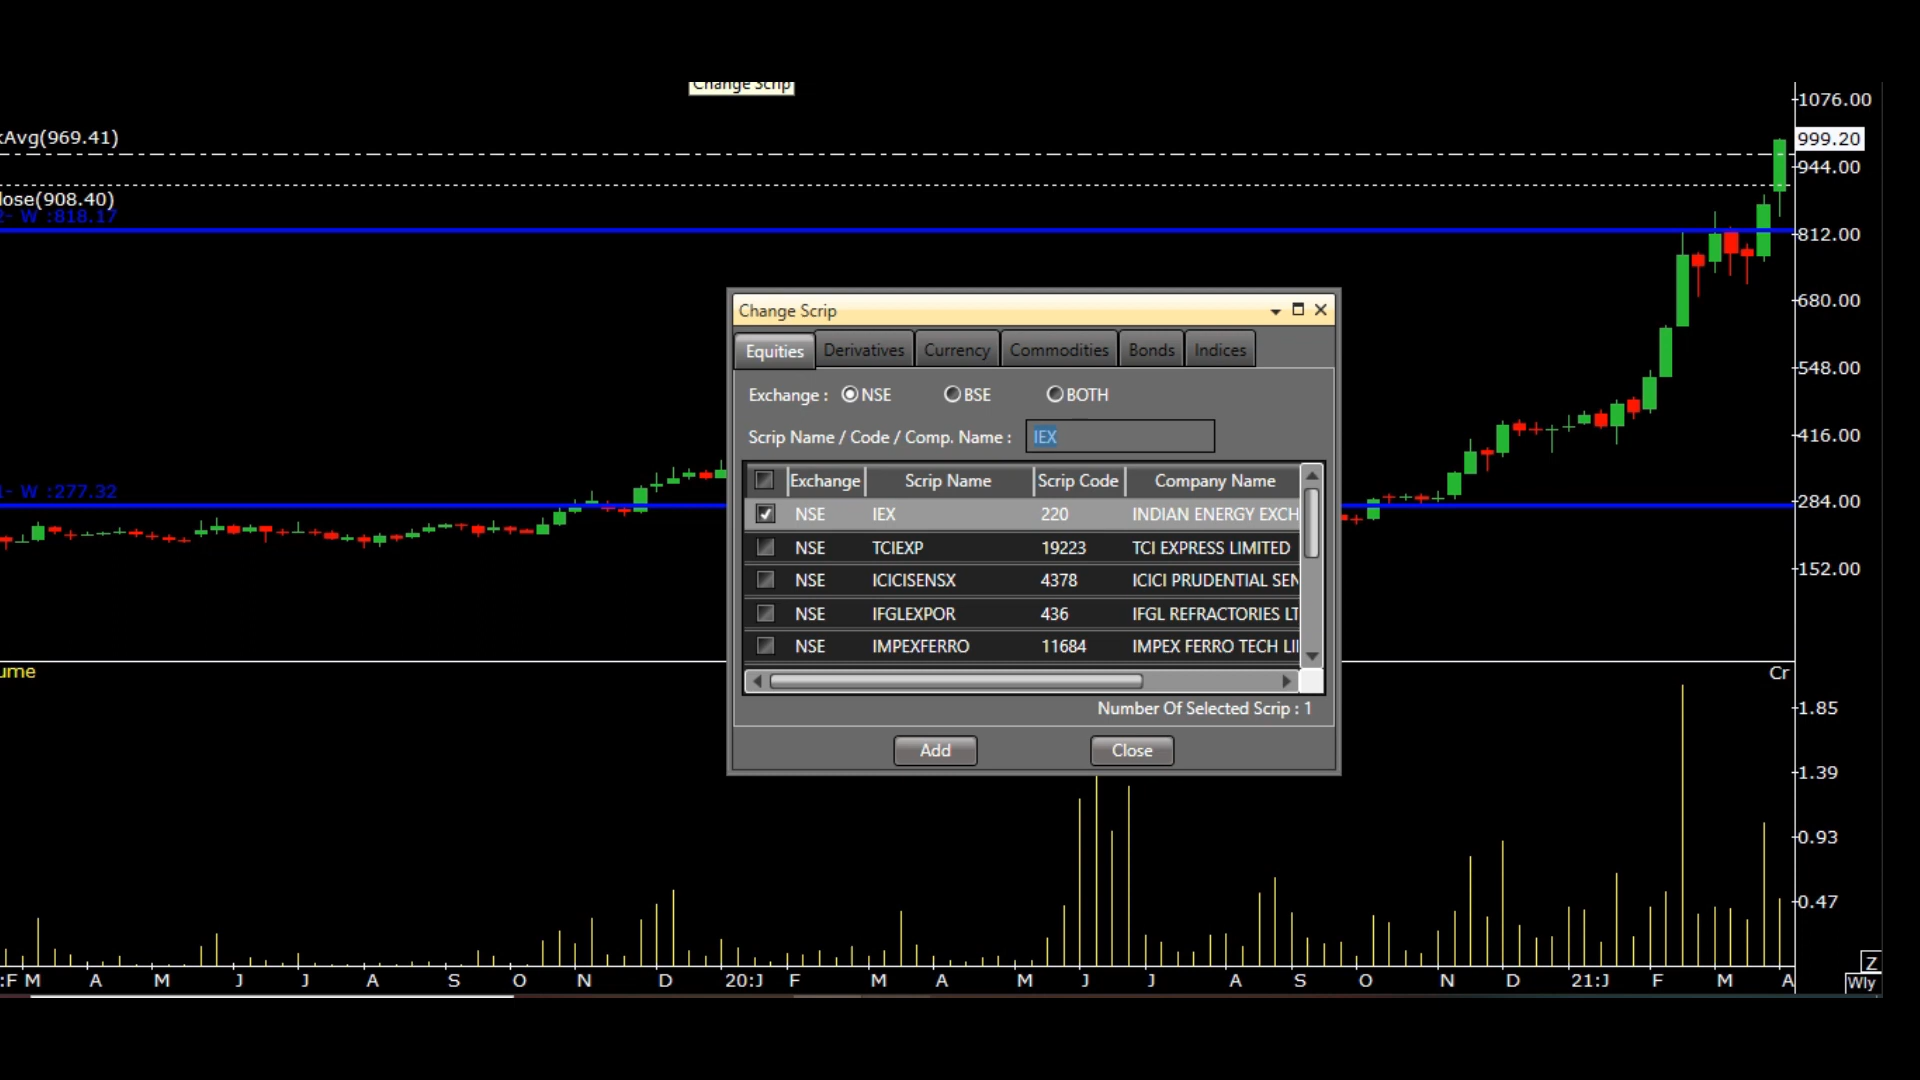 Change Scrip
1076.00
kAvg(969.41)
999.20
944.00
lose(908.40)
2- W :818.17
812.00
Change Scrip
680.00
Equities Derivatives Currency Commodities Bonds Indices
548.00
Exchange : NSE BSE BOTH
Scrip Name / Code / Comp. Name : IEX
416.00
Exchange Scrip Name Scrip Code Company Name
1- W :277.32
284.00
NSE IEX 220 INDIAN ENERGY EXCH
NSE TCIEXP 19223 TCI EXPRESS LIMITED
152.00
NSE ICICISENSX 4378 ICICI PRUDENTIAL SEN
NSE IFGLEXPOR 436 IFGL REFRACTORIES LT
NSE IMPEXFERRO 11684 IMPEX FERRO TECH LI
ume
Cr
Number Of Selected Scrip : 1
1.85
Add Close
1.39
0.93
0.47
Z
:F M A M J J A S O N D 20:J F M A M J J A S O N D 21:J F M A
Wly